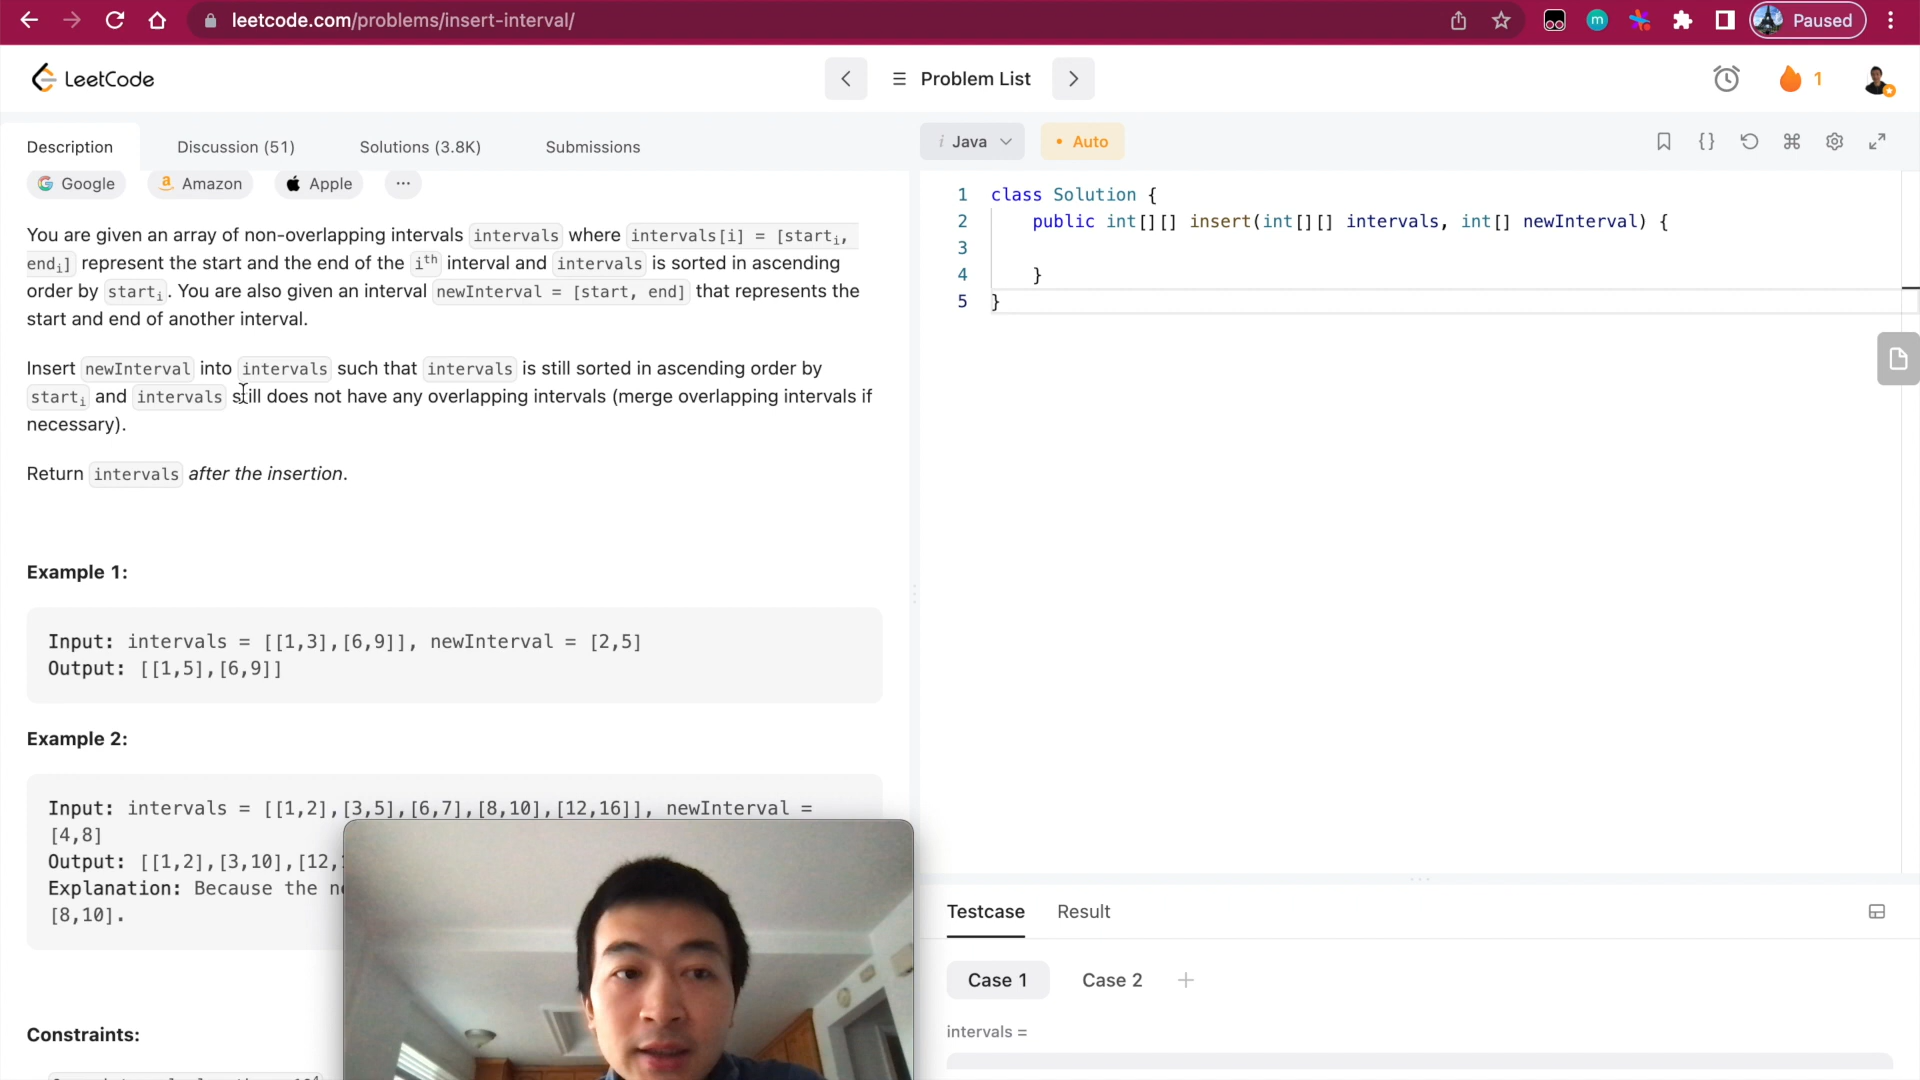 leetcode.com/problems/insert-interval/
m
Paused
LeetCode
Problem List
1
Description
Discussion (51)
Solutions (3.8K)
Submissions
i Java
• Auto
Google
Amazon
Apple
...
You are given an array of non-overlapping intervals intervals where intervals[i] = [starti,
endi] represent the start and the end of the ith interval and intervals is sorted in ascending
order by starti. You are also given an interval newInterval = [start, end] that represents the
start and end of another interval.
Insert newInterval into intervals such that intervals is still sorted in ascending order by
starti and intervals still does not have any overlapping intervals (merge overlapping intervals if
necessary).
Return intervals after the insertion.
Example 1:
Input: intervals = [[1,3],[6,9]], newInterval = [2,5]
Output: [[1,5],[6,9]]
Example 2:
Input: intervals = [[1,2],[3,5],[6,7],[8,10],[12,16]], newInterval =
[4,8]
Output: [[1,2],[3,10],[12,
Explanation: Because the
[8,10].
Constraints:
1 class Solution {
2 public int[][] insert(int[][] intervals, int[] newInterval) {
3
4 }
5 }
Testcase
Result
Case 1
Case 2
+
intervals =